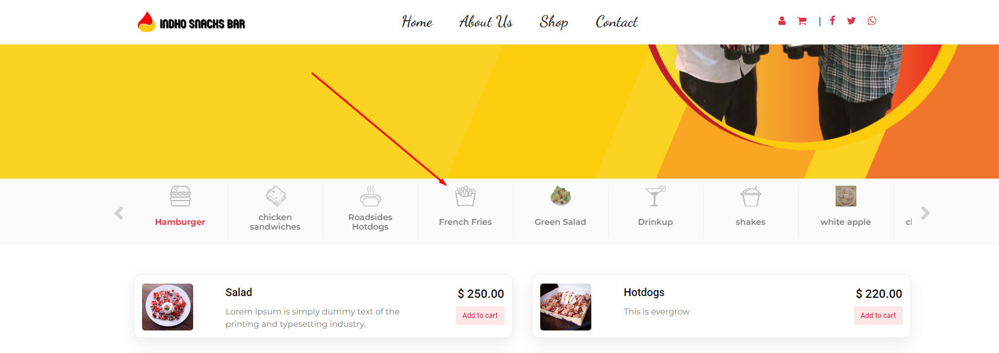 INDHO SNACKS BAR
Home
About Us
Shop
Contact
|
Hamburger
chicken
sandwiches
Roadsides
Hotdogs
French Fries
Green Salad
Drinkup
shakes
white apple
Salad
$ 250.00
Lorem Ipsum is simply dummy text of the
printing and typesetting industry.
Add to cart
Hotdogs
$ 220.00
This is evergrow
Add to cart